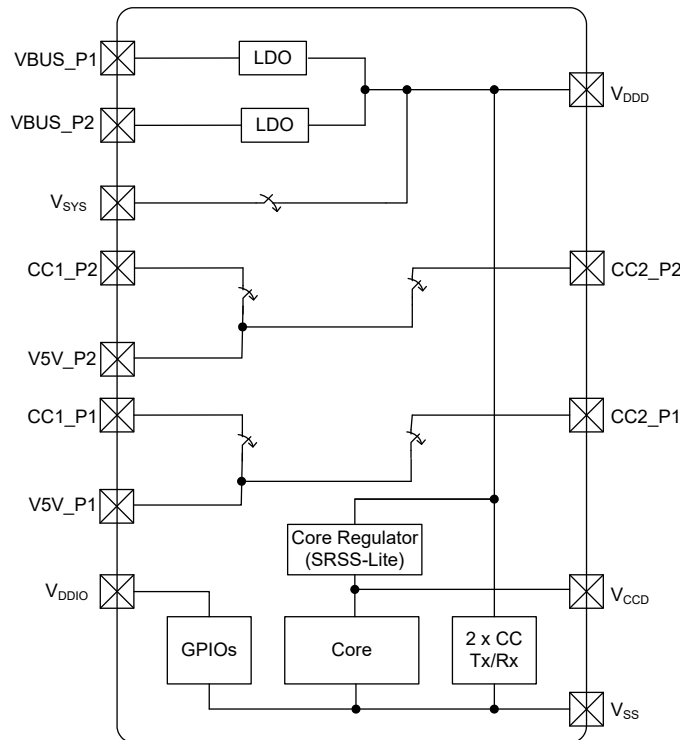 VBUS_P1
LDO
VBUS_P2
LDO
VDDD
VSYS
CC1_P2
CC2_P2
V5V_P2
CC1_P1
CC2_P1
V5V_P1
Core Regulator
(SRSS-Lite)
VDDIO
VCCD
GPIOs
Core
2 x CC
Tx/Rx
VSS